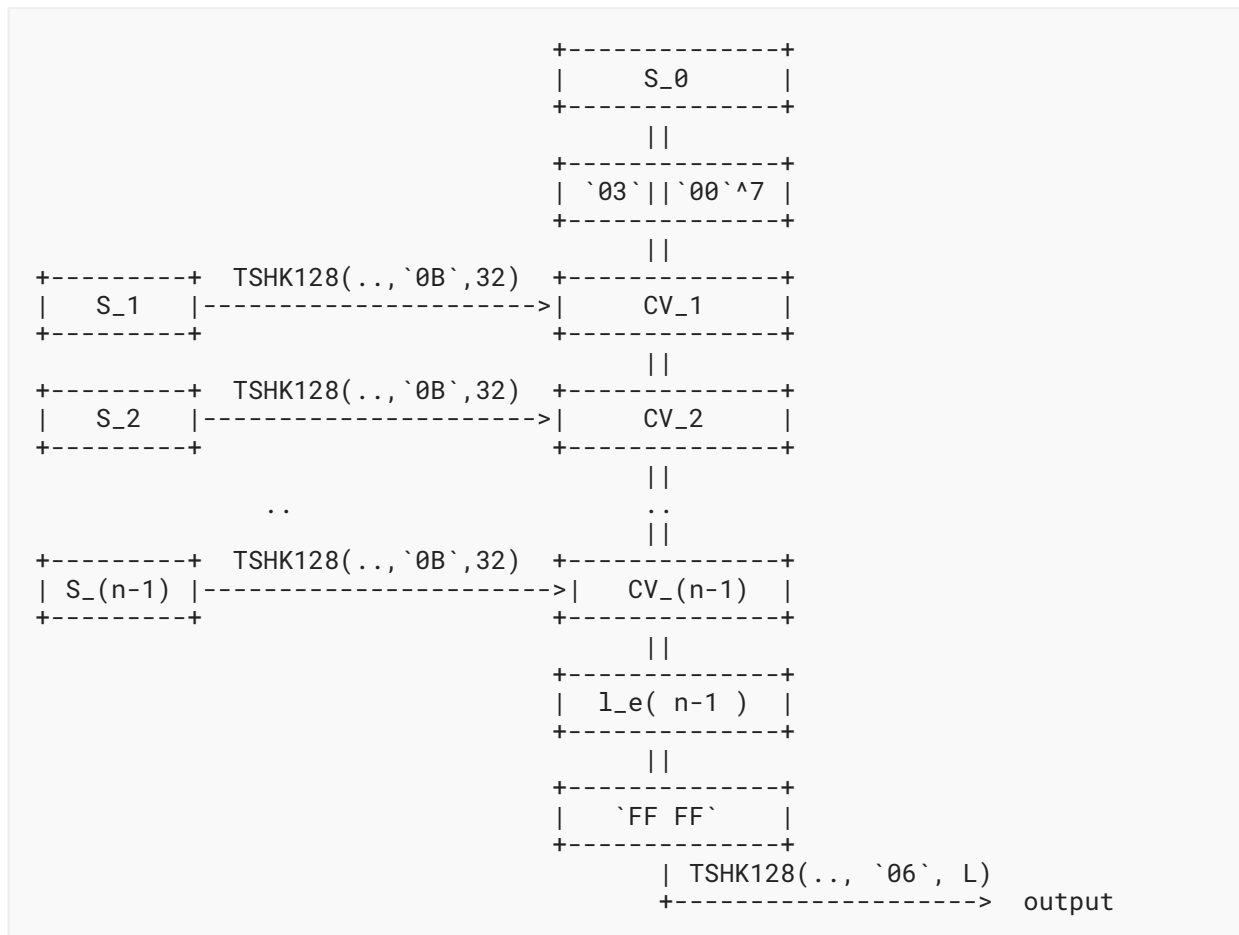 +--------------+
                                 |     S_0      |
                                 +--------------+
                                       ||
                                 +--------------+
                                 | `03`||`00`^7 |
                                 +--------------+
                                       ||
+---------+  TSHK128(..,`0B`,32)  +--------------+
|   S_1   |---------------------->|     CV_1     |
+---------+                      +--------------+
                                       ||
+---------+  TSHK128(..,`0B`,32)  +--------------+
|   S_2   |---------------------->|     CV_2     |
+---------+                      +--------------+
                                       ||
              ..                       ..
                                       ||
+---------+  TSHK128(..,`0B`,32)  +--------------+
| S_(n-1) |----------------------->|   CV_(n-1)  |
+---------+                      +--------------+
                                       ||
                                 +--------------+
                                 |  l_e( n-1 )  |
                                 +--------------+
                                       ||
                                 +--------------+
                                 |   `FF FF`    |
                                 +--------------+
                                        | TSHK128(.., `06`, L)
                                        +-------------------->  output